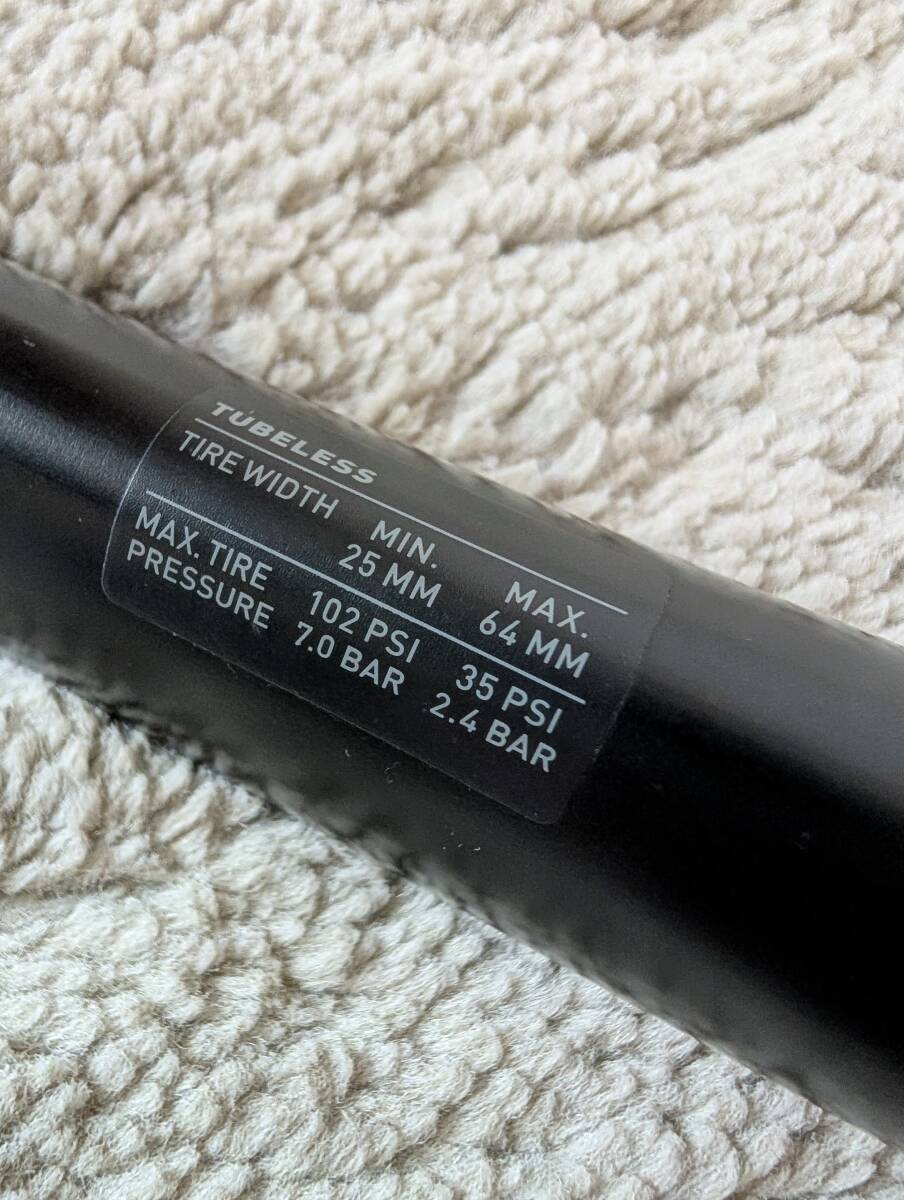 TUBELESS
TIRE WIDTH MIN. MAX.
25 MM 64 MM
MAX. TIRE 102 PSI 35 PSI
PRESSURE 7.0 BAR 2.4 BAR